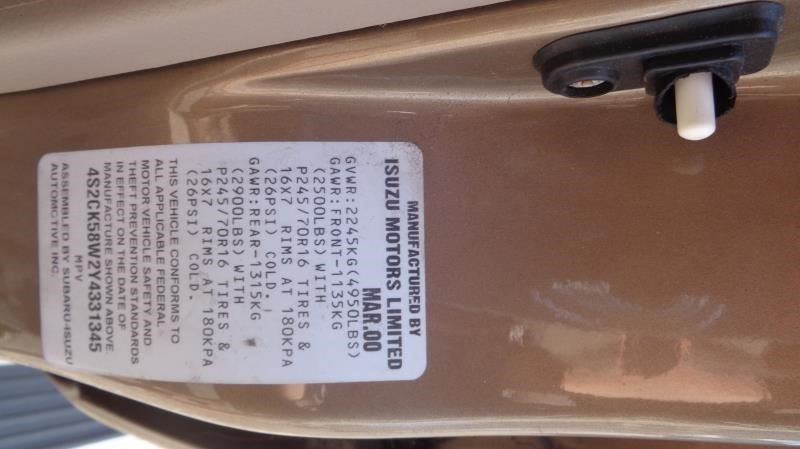 MANUFACTURED BY
ISUZU MOTORS LIMITED
MAR.00
GVWR:2245KG(4950LBS)
GAWR:FRONT-1135KG
(2500LBS) WITH
P245/70R16 TIRES &
16X7 RIMS AT 180KPA
(26PSI) COLD.
GAWR:REAR-1315KG
(2900LBS) WITH
P245/70R16 TIRES &
16X7 RIMS AT 180KPA
(26PSI) COLD.
THIS VEHICLE CONFORMS TO
ALL APPLICABLE FEDERAL
MOTOR VEHICLE SAFETY AND
THEFT PREVENTION STANDARDS
IN EFFECT ON THE DATE OF
MANUFACTURE SHOWN ABOVE.
4S2CK58W2Y4331345
MPV
ASSEMBLED BY SUBARU-ISUZU
AUTOMOTIVE INC.